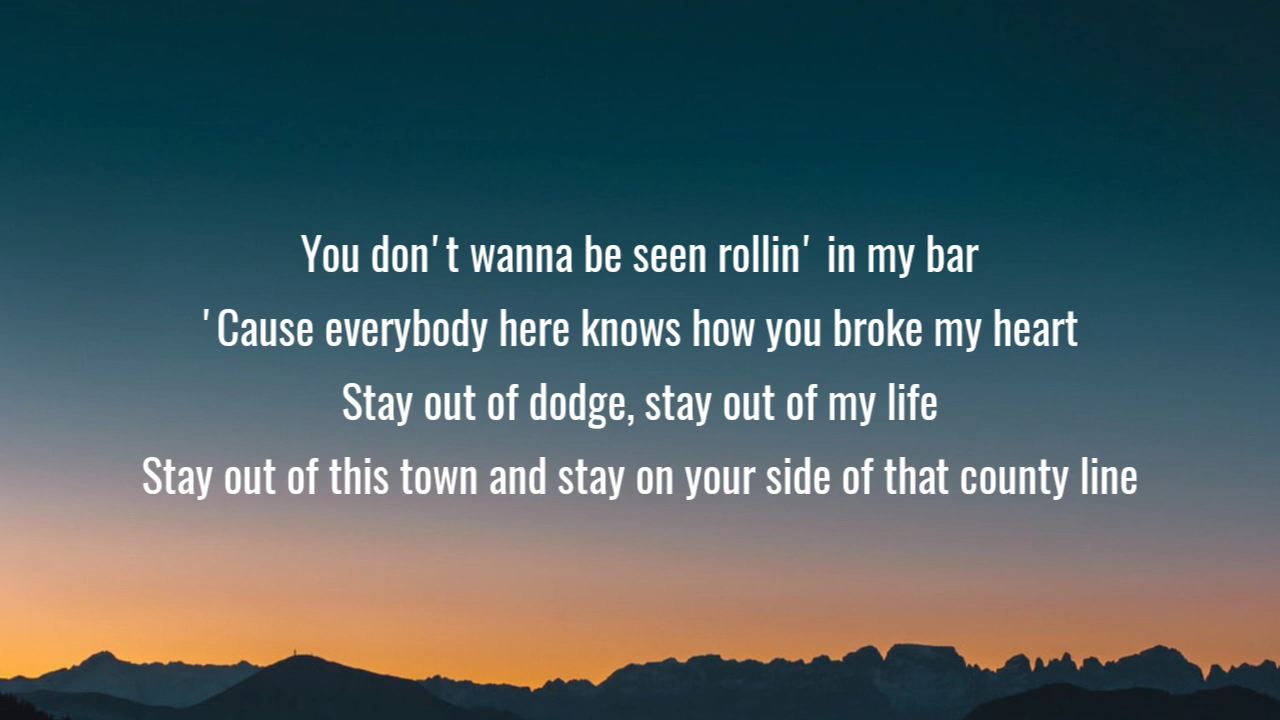 You don't wanna be seen rollin' in my bar
'Cause everybody here knows how you broke my heart
Stay out of dodge, stay out of my life
Stay out of this town and stay on your side of that county line